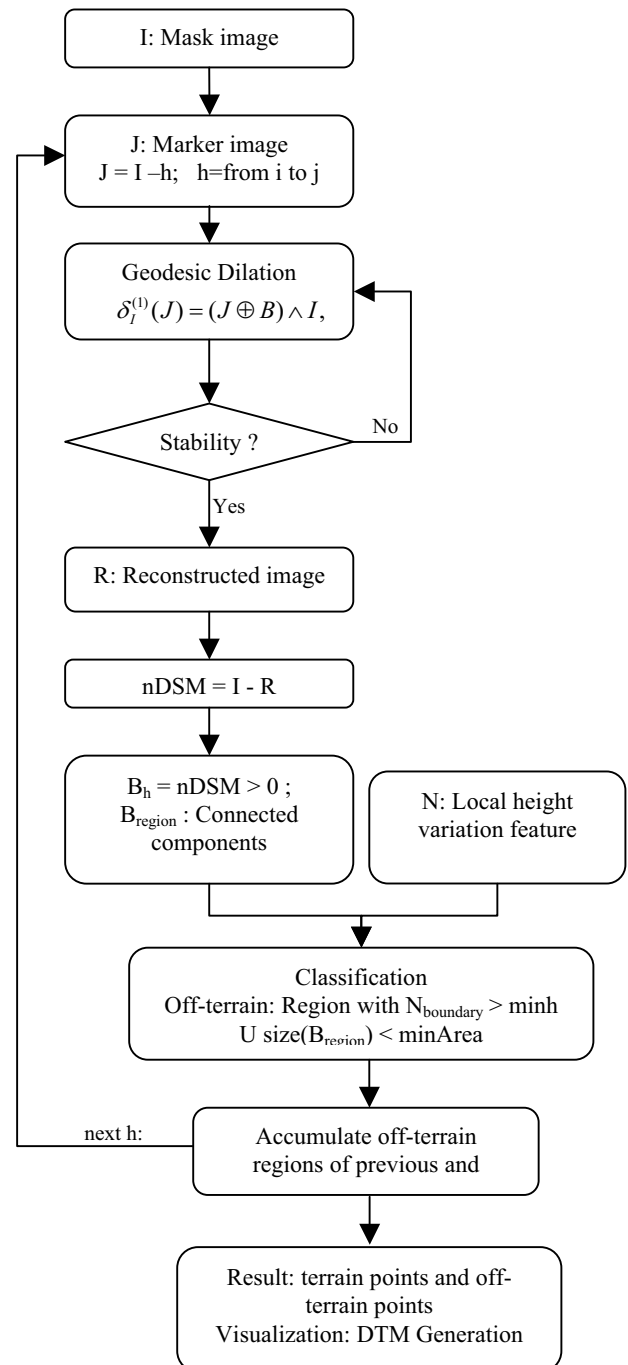 I: Mask image
J: Marker image
J = I –h; h=from i to j
Geodesic Dilation
δ_I^{(1)}(J) = (J ⊕ B) ∧ I,
Stability ?
No
Yes
R: Reconstructed image
nDSM = I - R
B_h = nDSM > 0 ;
B_region : Connected
components
N: Local height
variation feature
Classification
Off-terrain: Region with N_boundary > minh
U size(B_region) < minArea
next h:
Accumulate off-terrain
regions of previous and
Result: terrain points and off-
terrain points
Visualization: DTM Generation